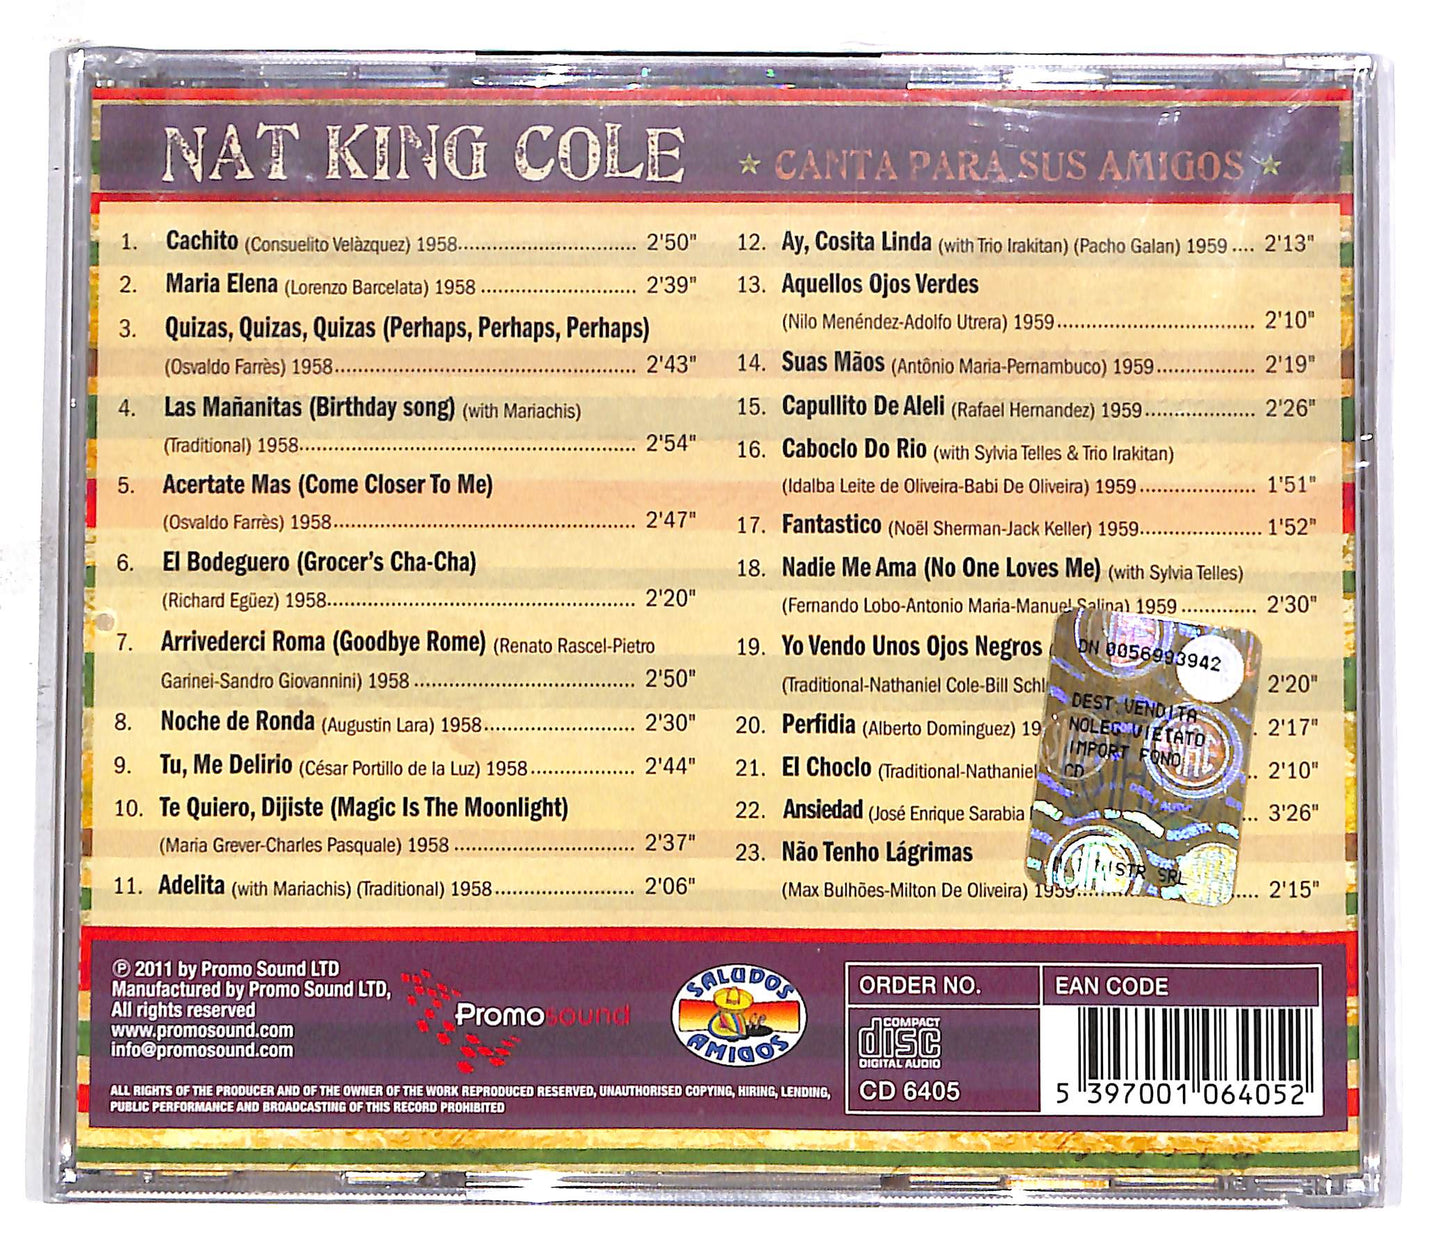 NAT KING COLE ★ CANTA PARA SUS AMIGOS ★
1. Cachito (Consuelito Velàzquez) 1958 2'50"
2. Maria Elena (Lorenzo Barcelata) 1958 2'39"
3. Quizas, Quizas, Quizas (Perhaps, Perhaps, Perhaps)
(Osvaldo Farrès) 1958 2'43"
4. Las Mañanitas (Birthday song) (with Mariachis)
(Traditional) 1958 2'54"
5. Acertate Mas (Come Closer To Me)
(Osvaldo Farrès) 1958 2'47"
6. El Bodeguero (Grocer's Cha-Cha)
(Richard Egüez) 1958 2'20"
7. Arrivederci Roma (Goodbye Rome) (Renato Rascel-Pietro
Garinei-Sandro Giovannini) 1958 2'50"
8. Noche de Ronda (Augustin Lara) 1958 2'30"
9. Tu, Me Delirio (César Portillo de la Luz) 1958 2'44"
10. Te Quiero, Dijiste (Magic Is The Moonlight)
(Maria Grever-Charles Pasquale) 1958 2'37"
11. Adelita (with Mariachis) (Traditional) 1958 2'06"
12. Ay, Cosita Linda (with Trio Irakitan) (Pacho Galan) 1959 2'13"
13. Aquellos Ojos Verdes
(Nilo Menéndez-Adolfo Utrera) 1959 2'10"
14. Suas Mãos (Antônio Maria-Pernambuco) 1959 2'19"
15. Capullito De Aleli (Rafael Hernandez) 1959 2'26"
16. Caboclo Do Rio (with Sylvia Telles & Trio Irakitan)
(Idalba Leite de Oliveira-Babi De Oliveira) 1959 1'51"
17. Fantastico (Noël Sherman-Jack Keller) 1959 1'52"
18. Nadie Me Ama (No One Loves Me) (with Sylvia Telles)
(Fernando Lobo-Antonio Maria-Manuel Salina) 1959 2'30"
19. Yo Vendo Unos Ojos Negros
(Traditional-Nathaniel Cole-Bill 2'20"
20. Perfidia (Alberto Dominguez) 2'17"
21. El Choclo (Traditional-Nathaniel 2'10"
22. Ansiedad (José Enrique Sarabia 3'26"
23. Não Tenho Lágrimas
(Max Bulhões-Milton De Oliveira) 1959 2'15"
DN 0056993942
DEST.VENDITA
NOLEG VIETATO
IMPORT FONO
CD
℗ 2011 by Promo Sound LTD
Manufactured by Promo Sound LTD,
All rights reserved
www.promosound.com
info@promosound.com
Promosound
SALUDOS
AMIGOS
ORDER NO.
EAN CODE
COMPACT
disc
DIGITAL AUDIO
CD 6405
5 397001 064052
ALL RIGHTS OF THE PRODUCER AND OF THE OWNER OF THE WORK REPRODUCED RESERVED, UNAUTHORISED COPYING, HIRING, LENDING,
PUBLIC PERFORMANCE AND BROADCASTING OF THIS RECORD PROHIBITED